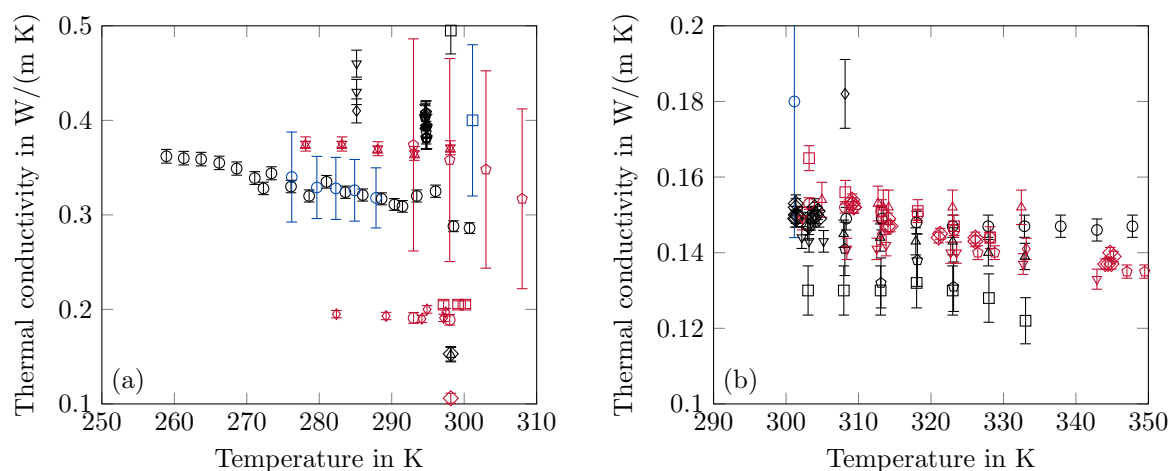 0.5
0.4
0.3
0.2
0.1
250 260 270 280 290 300 310
Temperature in K
Thermal conductivity in W/(m K)
(a)
0.2
0.18
0.16
0.14
0.12
0.1
290 300 310 320 330 340 350
Temperature in K
Thermal conductivity in W/(m K)
(b)